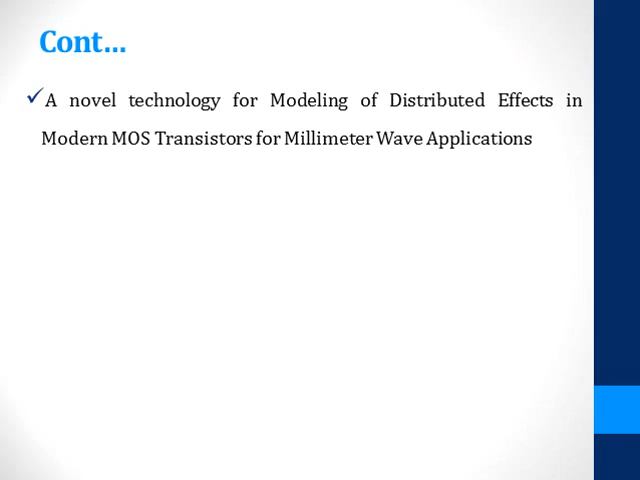 Cont…
✓A novel technology for Modeling of Distributed Effects in
Modern MOS Transistors for Millimeter Wave Applications